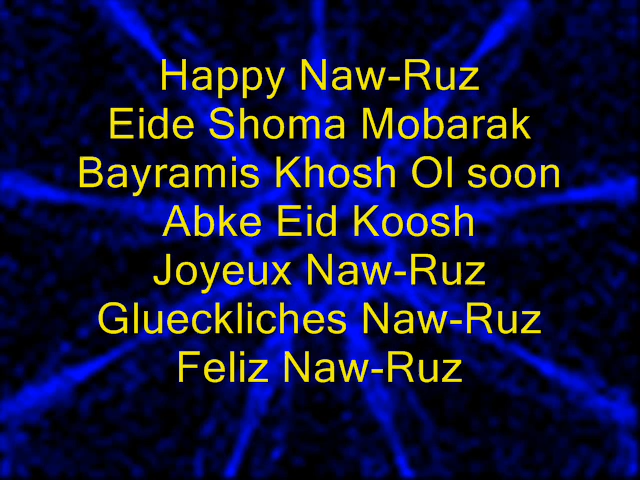 Happy Naw-Ruz
Eide Shoma Mobarak
Bayramis Khosh Ol soon
Abke Eid Koosh
Joyeux Naw-Ruz
Glueckliches Naw-Ruz
Feliz Naw-Ruz